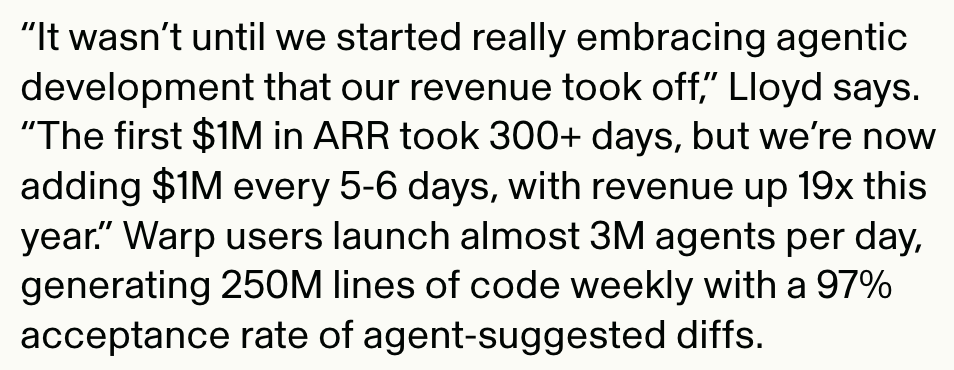 “It wasn’t until we started really embracing agentic
development that our revenue took off,” Lloyd says.
“The first $1M in ARR took 300+ days, but we’re now
adding $1M every 5-6 days, with revenue up 19x this
year.” Warp users launch almost 3M agents per day,
generating 250M lines of code weekly with a 97%
acceptance rate of agent-suggested diffs.